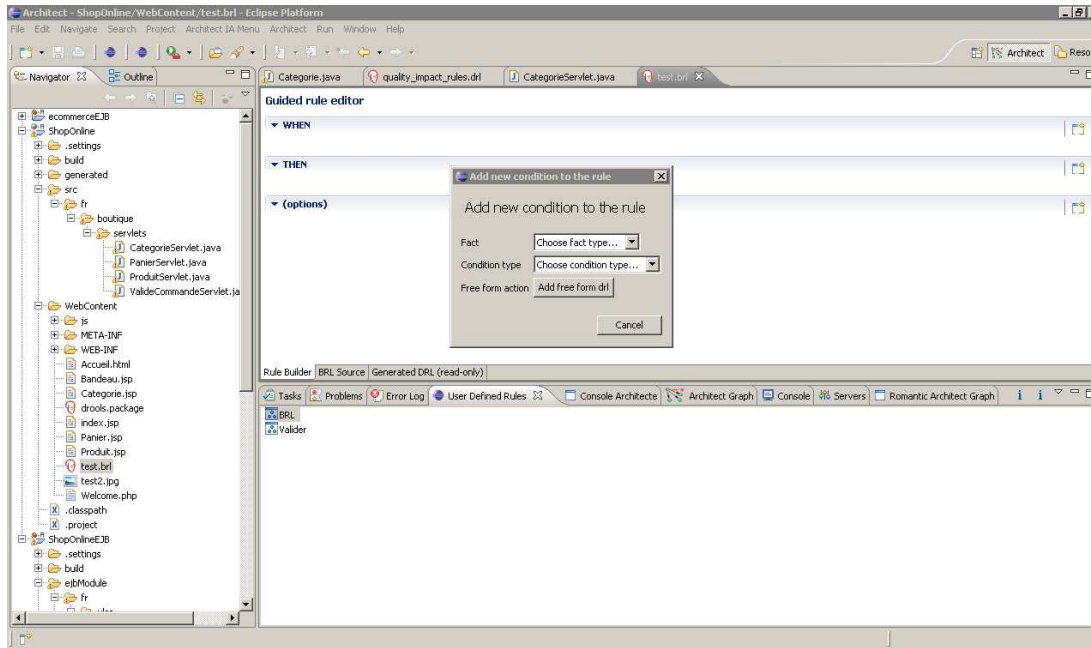 Architect - ShopOnline/WebContent/test.brl - Eclipse Platform
File Edit Navigate Search Project Architect IA Menu Architect Run Window Help
Architect Reso
Navigator Outline
Categorie.java quality_impact_rules.drl CategorieServlet.java test.brl
Guided rule editor
WHEN
THEN
(options)
ecommerceEJB
ShopOnline
.settings
build
generated
src
fr
boutique
servlets
CategorieServlet.java
PanierServlet.java
ProduitServlet.java
ValideCommandeServlet.ja
WebContent
js
META-INF
WEB-INF
Accueil.html
Bandeau.jsp
Categorie.jsp
drools.package
index.jsp
Panier.jsp
Produit.jsp
test.brl
test2.jpg
Welcome.php
.classpath
.project
ShopOnlineEJB
.settings
build
ejbModule
fr
Add new condition to the rule
Add new condition to the rule
Fact Choose fact type...
Condition type Choose condition type...
Free form action Add free form drl
Cancel
Rule Builder BRL Source Generated DRL (read-only)
Tasks Problems Error Log User Defined Rules Console Architecte Architect Graph Console Servers Romantic Architect Graph
BRL
Valider